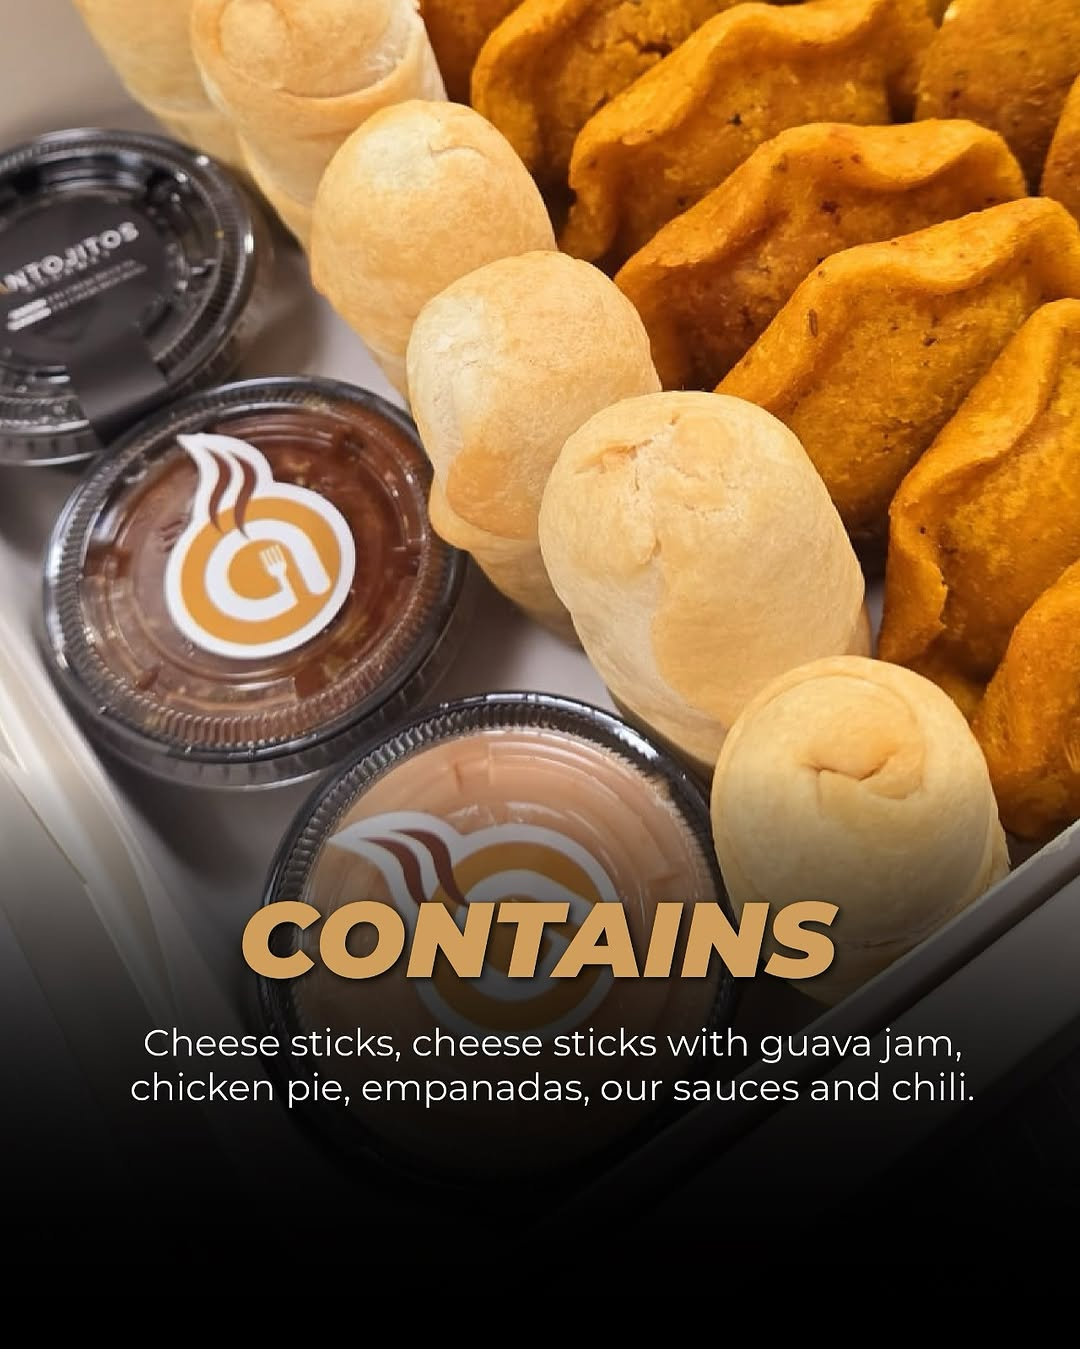 ANTOJITOS
CONTAINS
Cheese sticks, cheese sticks with guava jam,
chicken pie, empanadas, our sauces and chili.